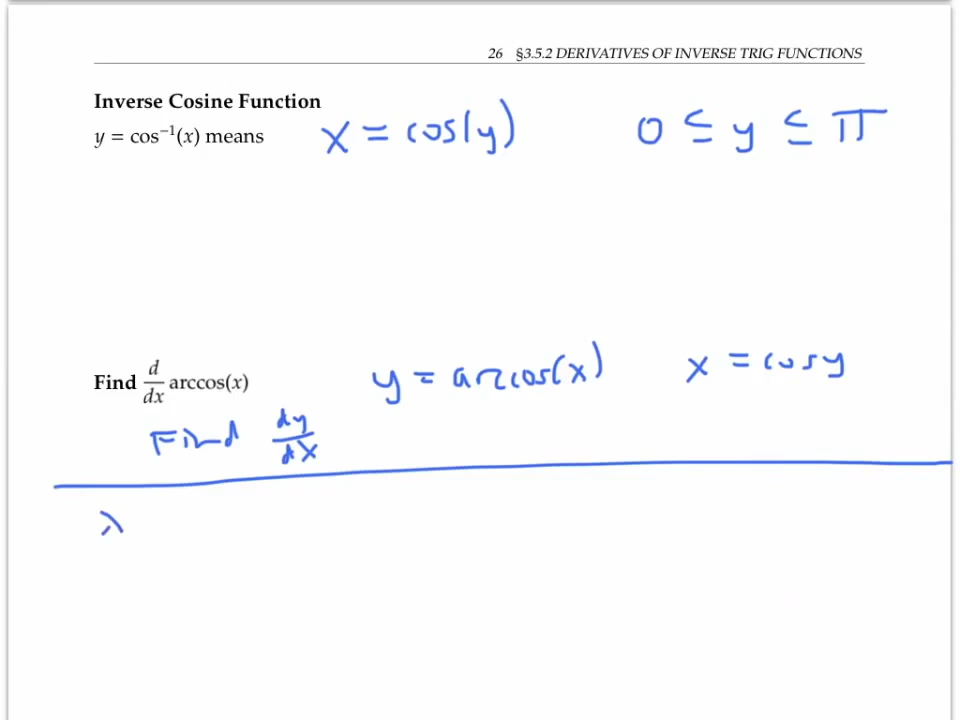 26 §3.5.2 DERIVATIVES OF INVERSE TRIG FUNCTIONS
Inverse Cosine Function
y = cos⁻¹(x) means x = cos(y) 0 ≤ y ≤ π
Find d/dx arccos(x) y = arccos(x) x = cos y
Find dy/dx
x